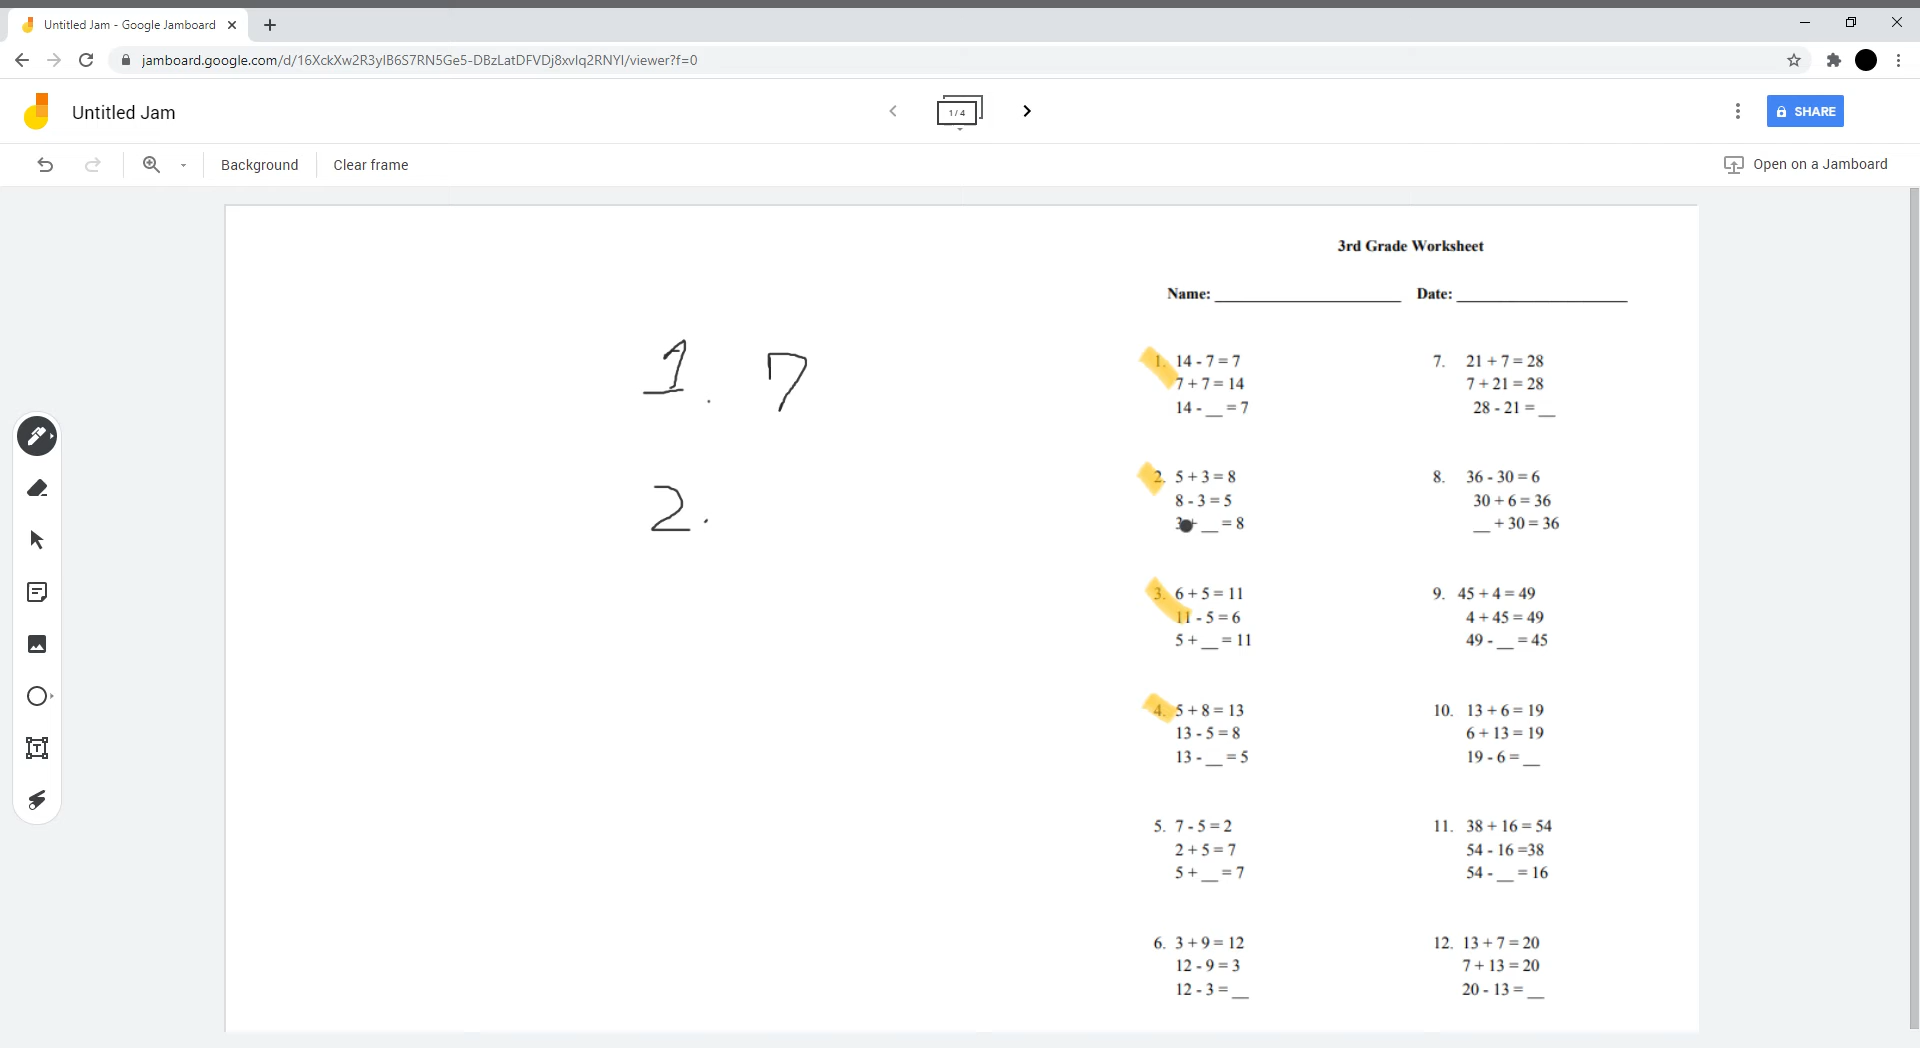 Untitled Jam - Google Jamboard
jamboard.google.com/d/16XckXw2R3yIB6S7RN5Ge5-DBzLatDFVDj8xvlq2RNYI/viewer?f=0
Untitled Jam
1 / 4
SHARE
Background
Clear frame
Open on a Jamboard
1. 7
2.
3rd Grade Worksheet
Name: ____ Date: ____
1. 14 - 7 = 7
7 + 7 = 14
14 - __ = 7
2. 5 + 3 = 8
8 - 3 = 5
3 + __ = 8
3. 6 + 5 = 11
11 - 5 = 6
5 + __ = 11
4. 5 + 8 = 13
13 - 5 = 8
13 - __ = 5
5. 7 - 5 = 2
2 + 5 = 7
5 + __ = 7
6. 3 + 9 = 12
12 - 9 = 3
12 - 3 = __
7. 21 + 7 = 28
7 + 21 = 28
28 - 21 = __
8. 36 - 30 = 6
30 + 6 = 36
__ + 30 = 36
9. 45 + 4 = 49
4 + 45 = 49
49 - __ = 45
10. 13 + 6 = 19
6 + 13 = 19
19 - 6 = __
11. 38 + 16 = 54
54 - 16 =38
54 - __ = 16
12. 13 + 7 = 20
7 + 13 = 20
20 - 13 = __